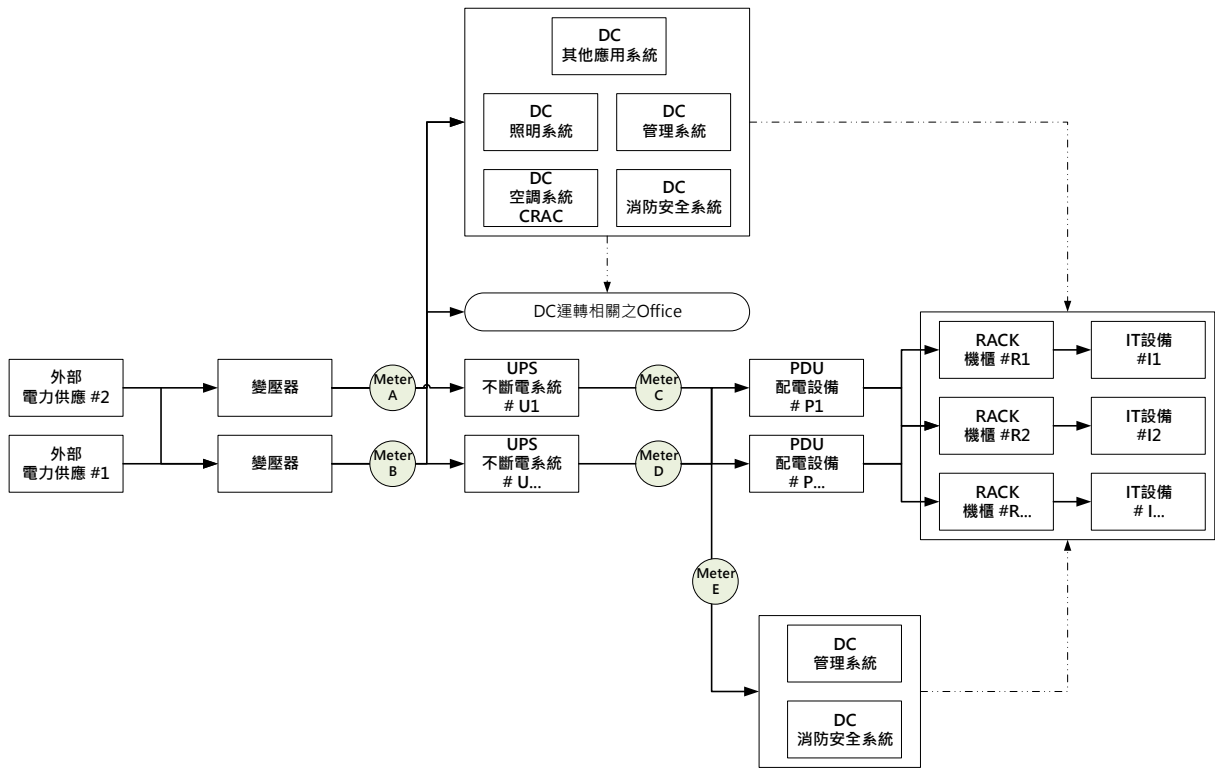 DC
其他應用系統
DC
照明系統
DC
管理系統
DC
空調系統
CRAC
DC
消防安全系統
DC運轉相關之Office
外部
電力供應 #2
變壓器
Meter
A
UPS
不斷電系統
# U1
Meter
C
PDU
配電設備
# P1
RACK
機櫃 #R1
IT設備
#I1
外部
電力供應 #1
變壓器
Meter
B
UPS
不斷電系統
# U...
Meter
D
PDU
配電設備
# P...
RACK
機櫃 #R2
IT設備
#I2
RACK
機櫃 #R...
IT設備
# I...
Meter
E
DC
管理系統
DC
消防安全系統